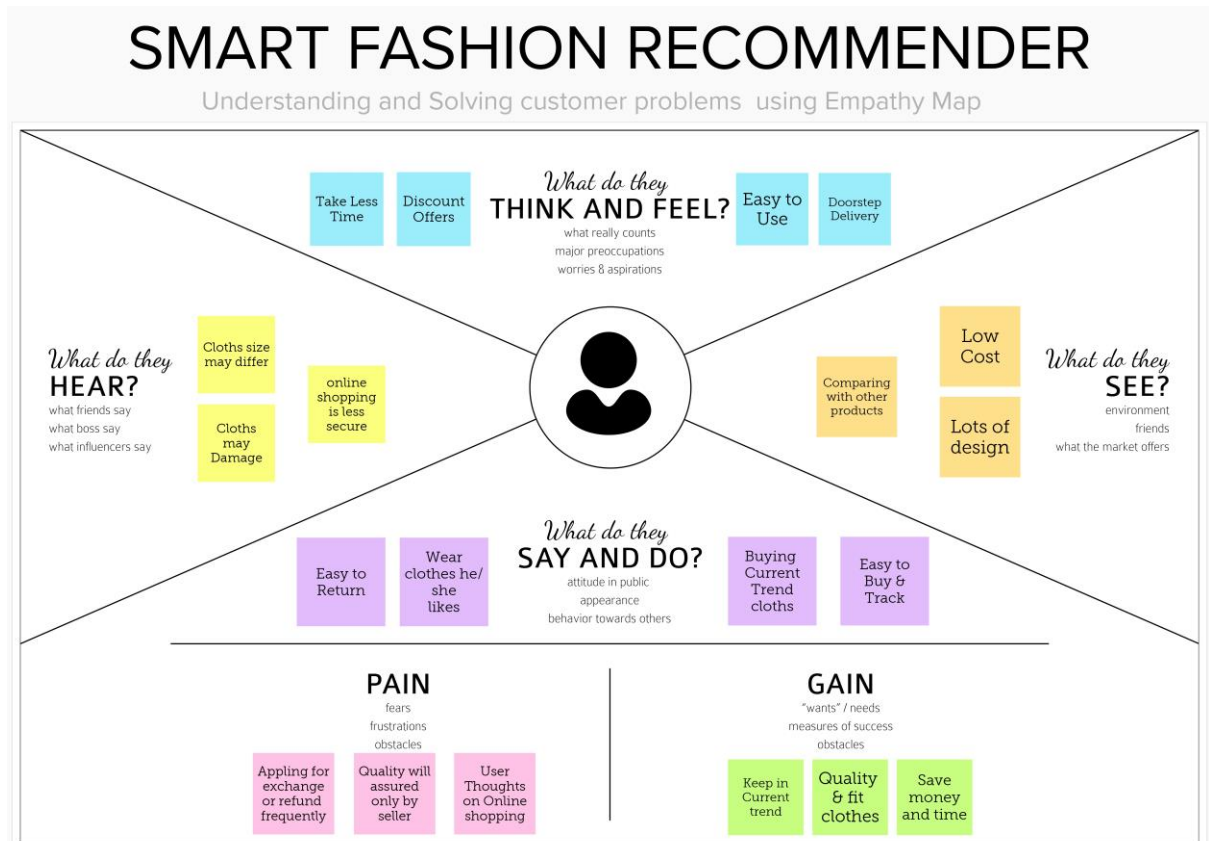 SMART FASHION RECOMMENDER
Understanding and Solving customer problems using Empathy Map
Take Less
Time
Discount
Offers
What do they
THINK AND FEEL?
what really counts
major preoccupations
worries & aspirations
Easy to
Use
Doorstep
Delivery
What do they
HEAR?
what friends say
what boss say
what influencers say
Cloths size
may differ
Cloths
may
Damage
online
shopping
is less
secure
Comparing
with other
products
Low
Cost
Lots of
design
What do they
SEE?
environment
friends
what the market offers
Easy to
Return
Wear
clothes he/
she
likes
What do they
SAY AND DO?
attitude in public
appearance
behavior towards others
Buying
Current
Trend
cloths
Easy to
Buy &
Track
PAIN
fears
frustrations
obstacles
Appling for
exchange
or refund
frequently
Quality will
assured
only by
seller
User
Thoughts
on Online
shopping
GAIN
"wants" / needs
measures of success
obstacles
Keep in
Current
trend
Quality
& fit
clothes
Save
money
and time